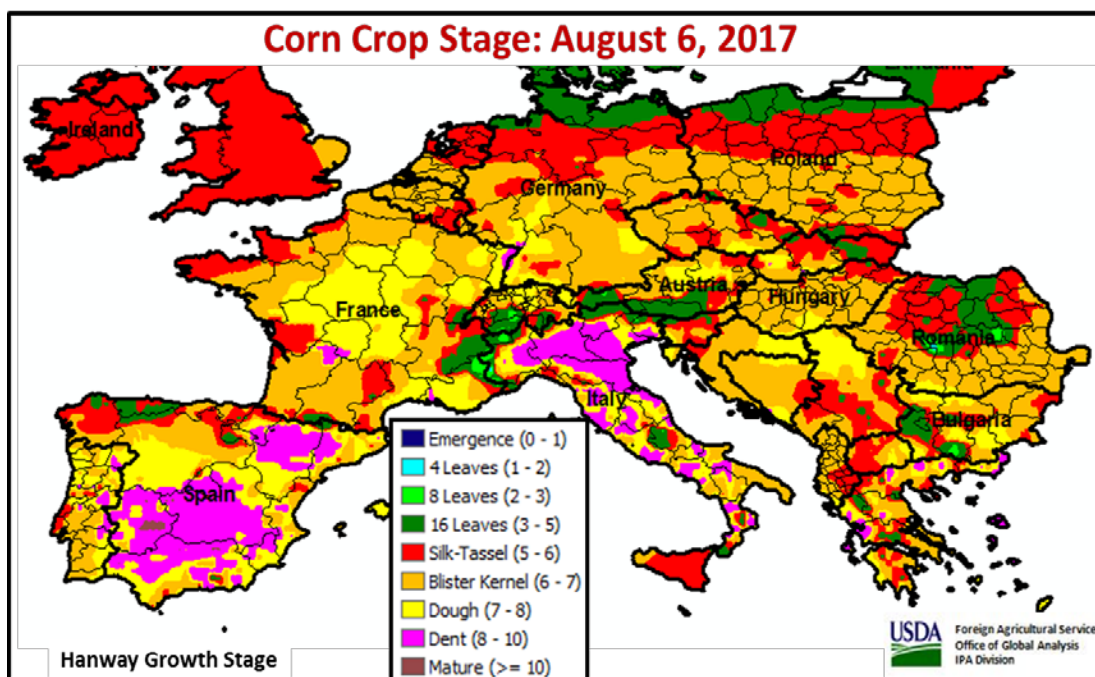 Corn Crop Stage: August 6, 2017
Lithuania
Ireland
Poland
Germany
Austria
Hungary
France
Romania
Italy
Bulgaria
Spain
Emergence (0 - 1)
4 Leaves (1 - 2)
8 Leaves (2 - 3)
16 Leaves (3 - 5)
Silk-Tassel (5 - 6)
Blister Kernel (6 - 7)
Dough (7 - 8)
Dent (8 - 10)
Mature (>= 10)
Hanway Growth Stage
USDA
Foreign Agricultural Service
Office of Global Analysis
IPA Division